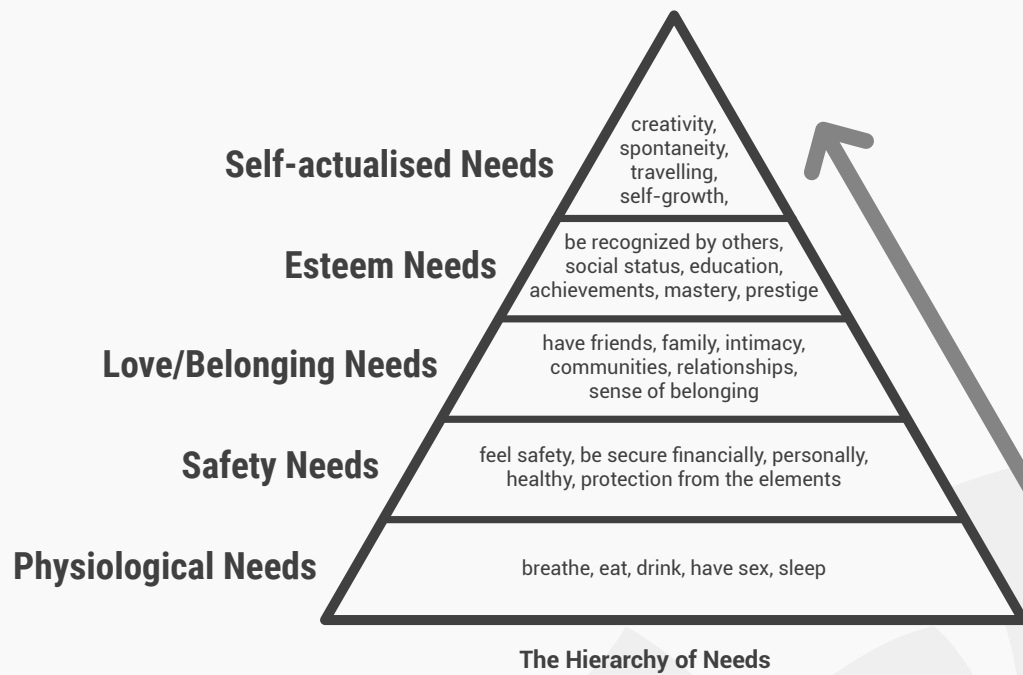 Self-actualised Needs
creativity,
spontaneity,
travelling,
self-growth,
Esteem Needs
be recognized by others,
social status, education,
achievements, mastery, prestige
Love/Belonging Needs
have friends, family, intimacy,
communities, relationships,
sense of belonging
Safety Needs
feel safety, be secure financially, personally,
healthy, protection from the elements
Physiological Needs
breathe, eat, drink, have sex, sleep
The Hierarchy of Needs